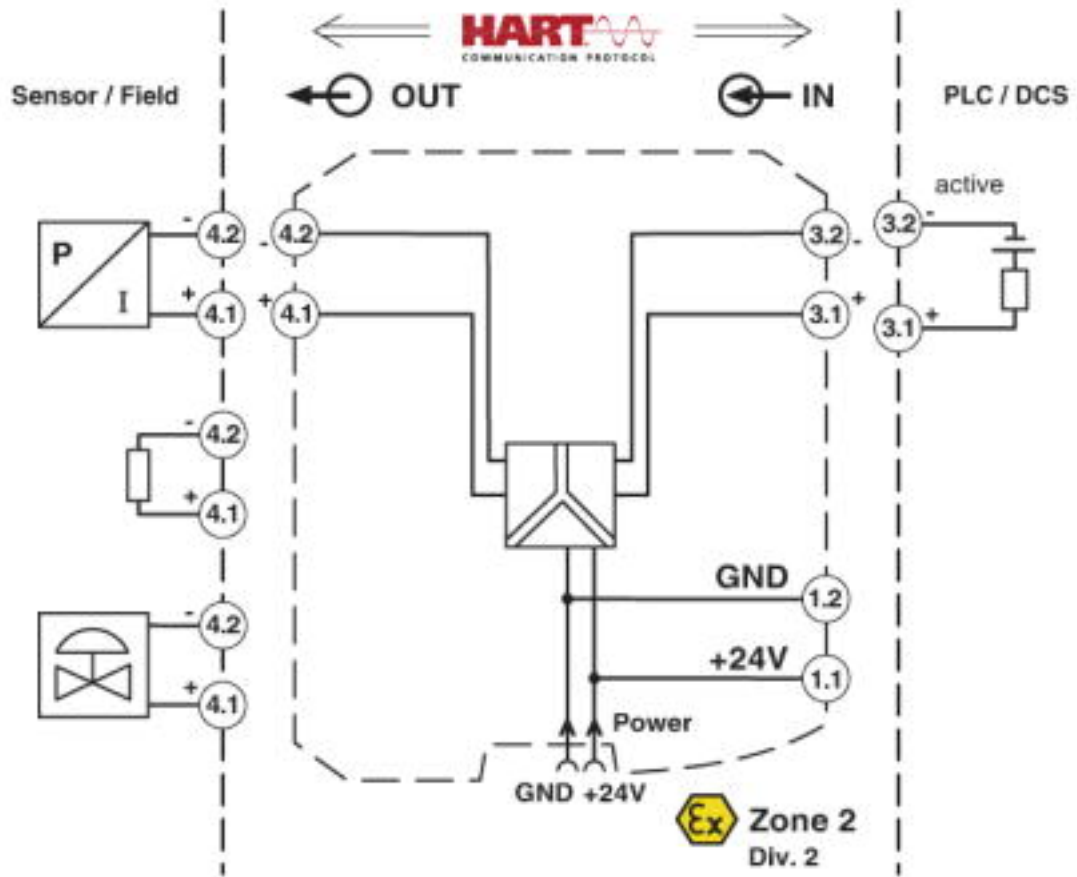 HART
COMMUNICATION PROTOCOL
Sensor / Field
OUT
IN
PLC / DCS
active
P
I
-
4.2
+
4.1
-
4.2
+
4.1
3.2
-
3.1
+
3.2
-
3.1
+
-
4.2
+
4.1
-
4.2
+
4.1
GND
1.2
+24V
1.1
Power
GND +24V
Ex
Zone 2
Div. 2